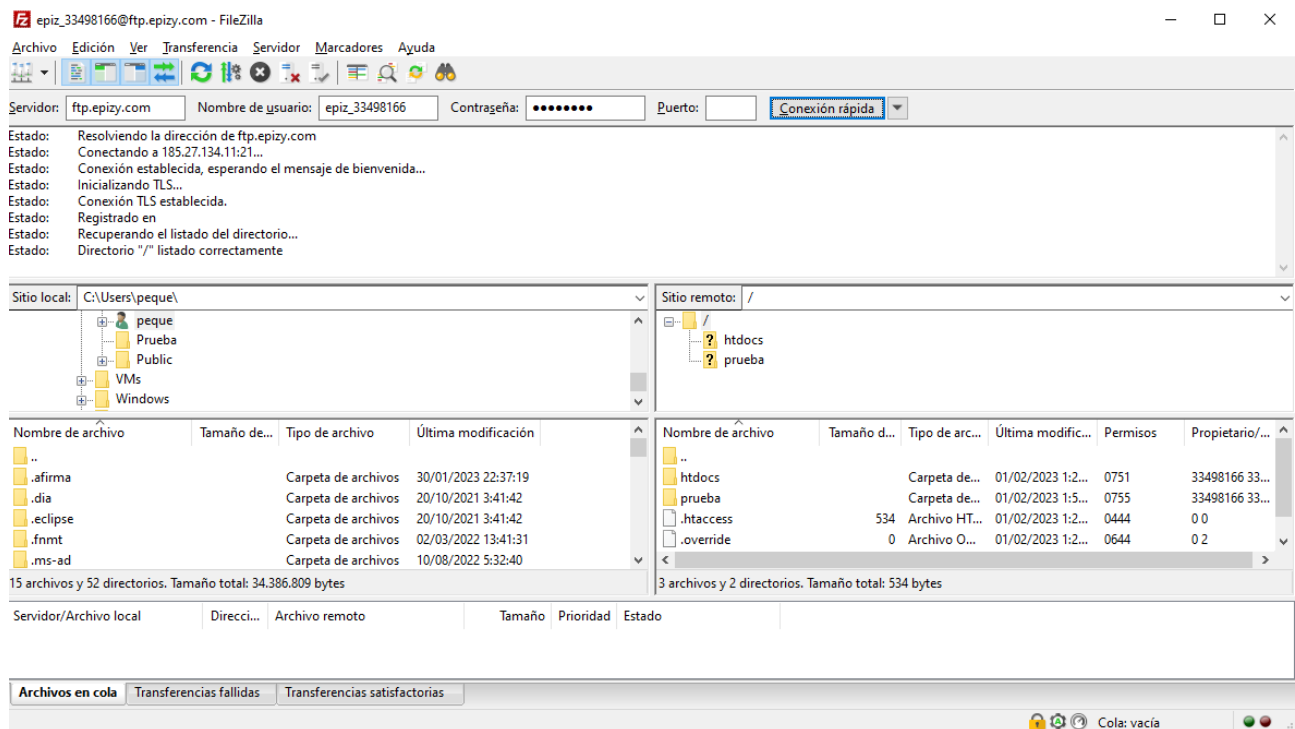 epiz_33498166@ftp.epizy.com - FileZilla
Archivo Edición Ver Transferencia Servidor Marcadores Ayuda
Servidor: ftp.epizy.com Nombre de usuario: epiz_33498166 Contraseña: ●●●●●●●● Puerto: Conexión rápida
Estado: Resolviendo la dirección de ftp.epizy.com
Estado: Conectando a 185.27.134.11:21...
Estado: Conexión establecida, esperando el mensaje de bienvenida...
Estado: Inicializando TLS...
Estado: Conexión TLS establecida.
Estado: Registrado en
Estado: Recuperando el listado del directorio...
Estado: Directorio "/" listado correctamente
Sitio local: C:\Users\peque\
peque
Prueba
Public
VMs
Windows
Sitio remoto: /
/
htdocs
prueba
Nombre de archivo Tamaño de... Tipo de archivo Última modificación
..
.afirma Carpeta de archivos 30/01/2023 22:37:19
.dia Carpeta de archivos 20/10/2021 3:41:42
.eclipse Carpeta de archivos 20/10/2021 3:41:42
.fnmt Carpeta de archivos 02/03/2022 13:41:31
.ms-ad Carpeta de archivos 10/08/2022 5:32:40
15 archivos y 52 directorios. Tamaño total: 34.386.809 bytes
Nombre de archivo Tamaño d... Tipo de arc... Última modific... Permisos Propietario/...
..
htdocs Carpeta de... 01/02/2023 1:2... 0751 33498166 33...
prueba Carpeta de... 01/02/2023 1:5... 0755 33498166 33...
.htaccess 534 Archivo HT... 01/02/2023 1:2... 0444 0 0
.override 0 Archivo O... 01/02/2023 1:2... 0644 0 2
3 archivos y 2 directorios. Tamaño total: 534 bytes
Servidor/Archivo local Direcci... Archivo remoto Tamaño Prioridad Estado
Archivos en cola Transferencias fallidas Transferencias satisfactorias
Cola: vacía